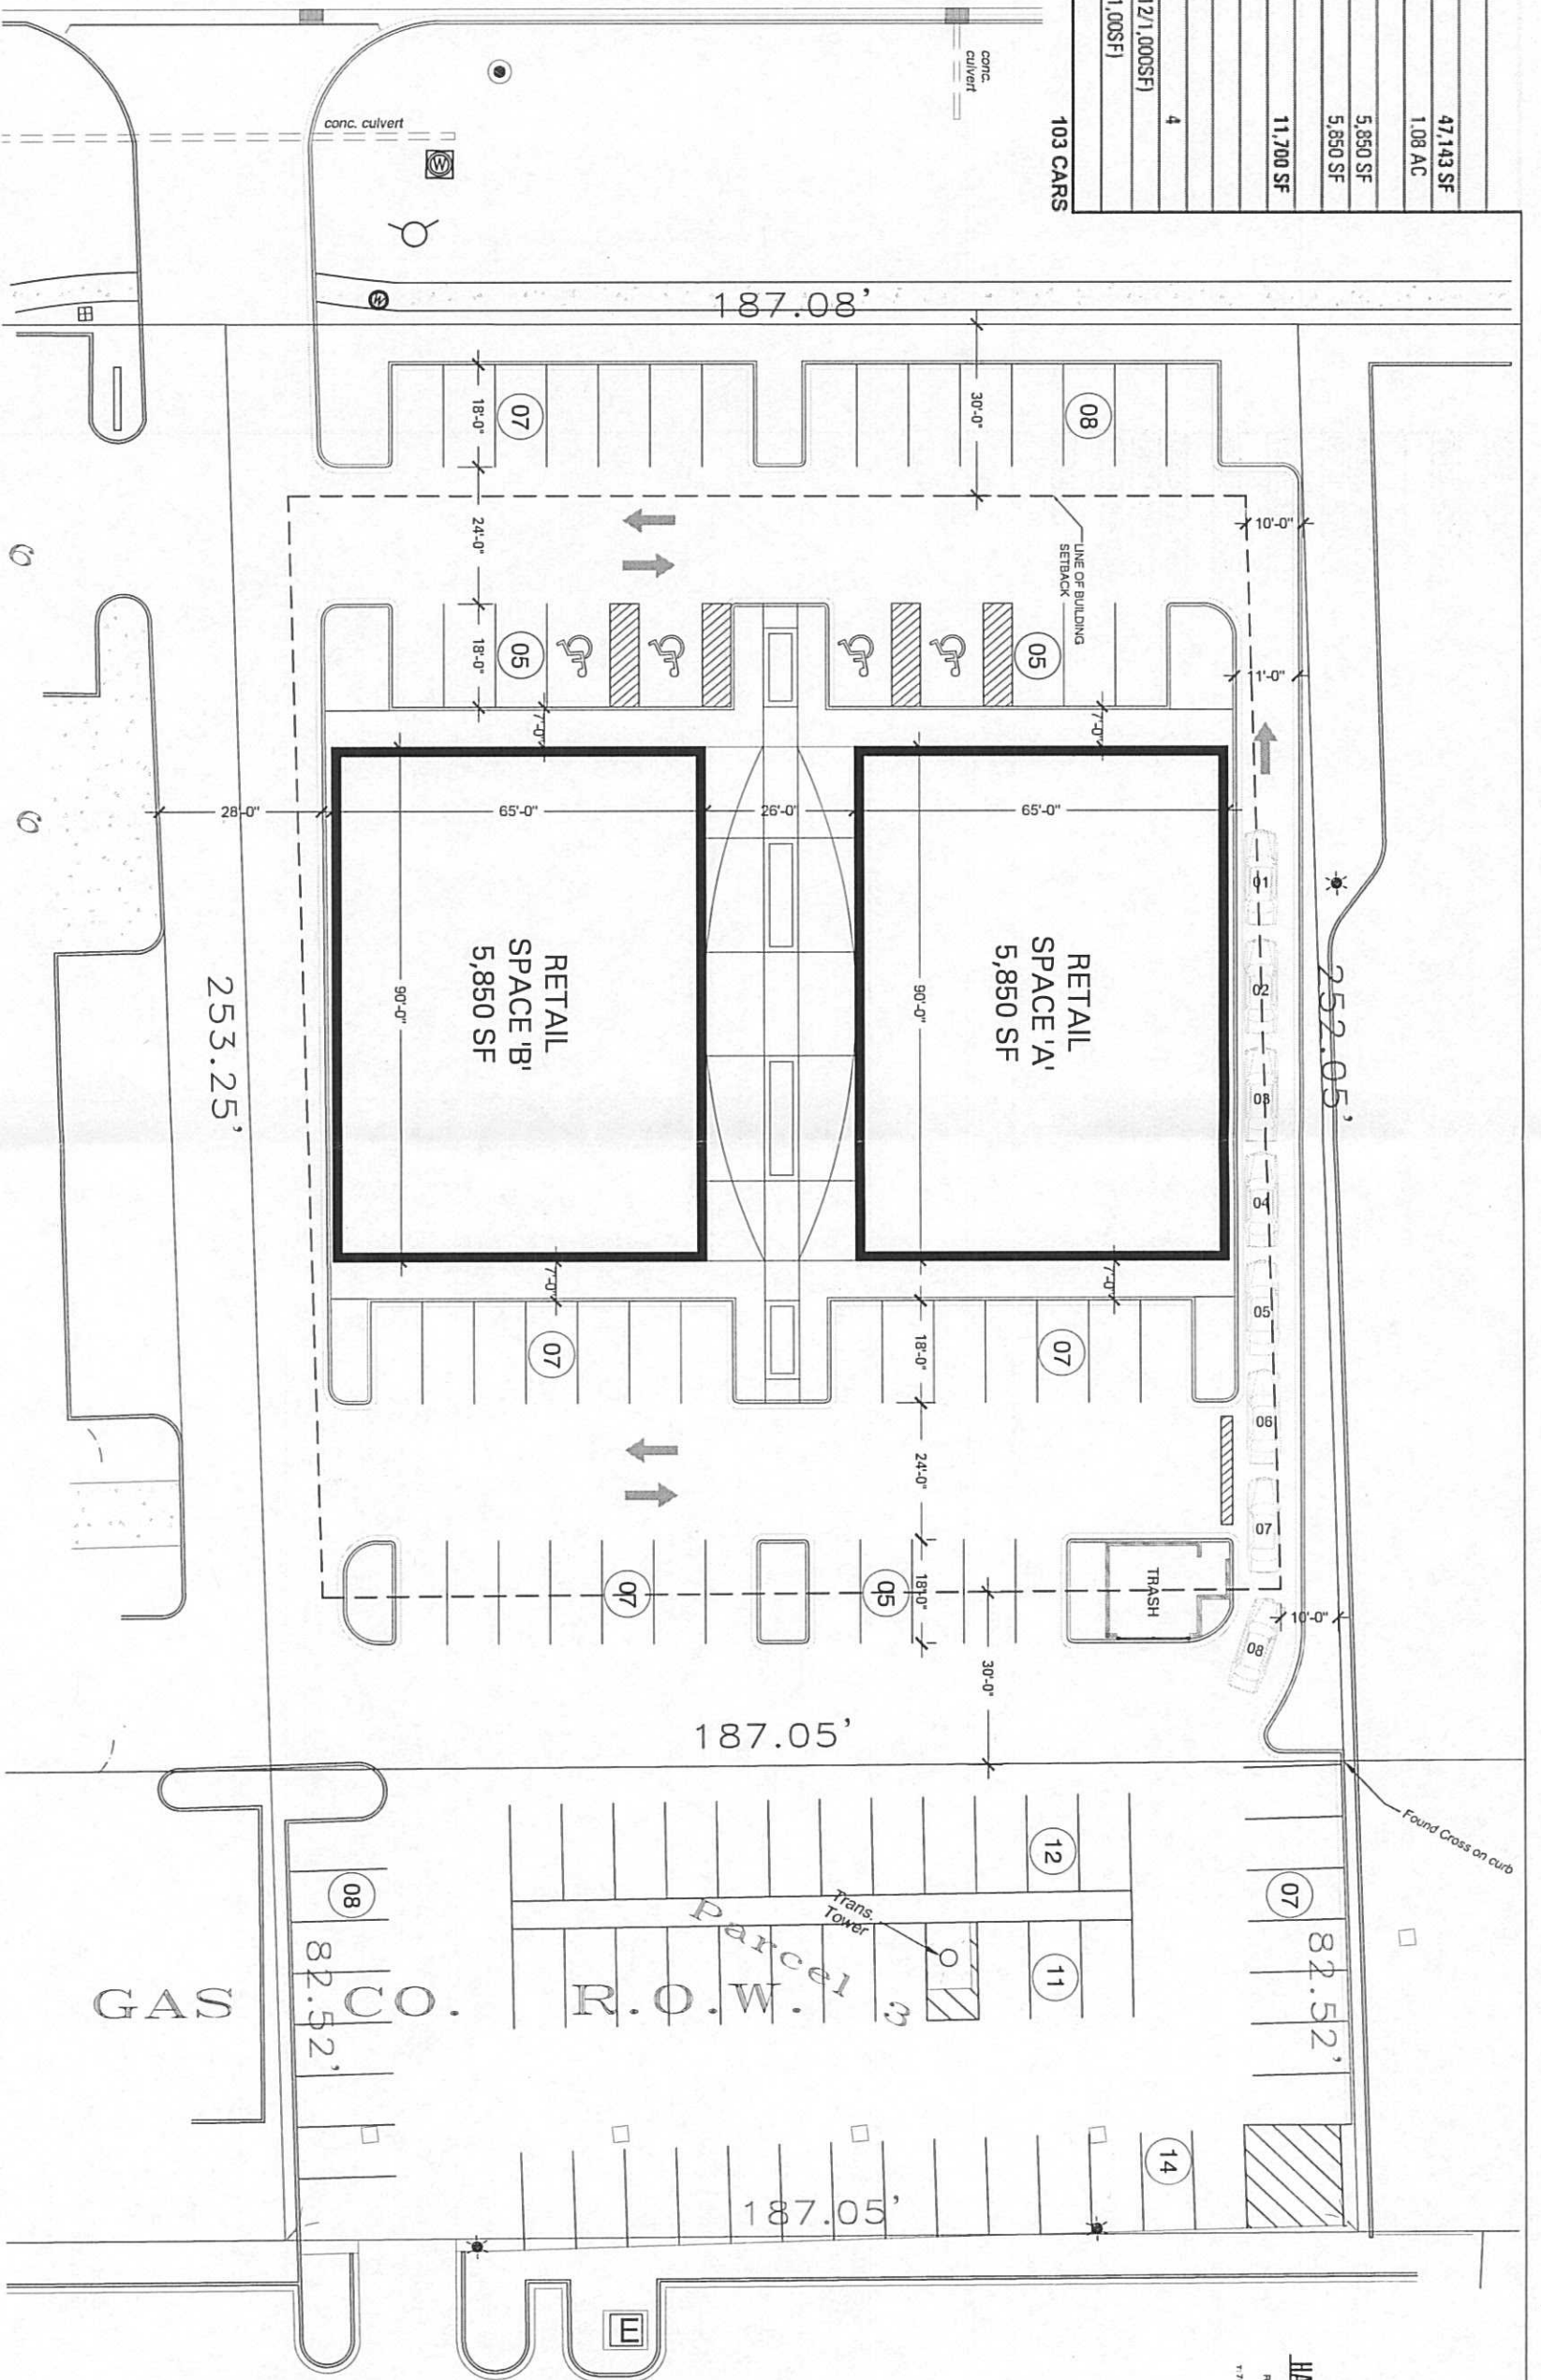 47,143 SF
1.08 AC
5,850 SF
5,850 SF
11,700 SF
4
12/1,000SF)
1,00SF)
103 CARS
conc.
culvert
conc. culvert
W
W
187.08'
30'-0"
18'-0"
07
08
24'-0"
LINE OF BUILDING
SETBACK
10'-0"
18'-0"
05
05
11'-0"
7'-0"
7'-0"
28'-0"
65'-0"
26'-0"
65'-0"
90'-0"
90'-0"
RETAIL
SPACE 'A'
5,850 SF
RETAIL
SPACE 'B'
5,850 SF
01
02
03
04
05
06
07
08
252.05'
253.25'
6
6
7'-0"
7'-0"
07
07
18'-0"
24'-0"
18'-0"
07
05
TRASH
10'-0"
30'-0"
187.05'
Found Cross on curb
12
07
08
11
Trans.
Tower
Parcel 3
82.52'
82.52'
GAS CO. R.O.W.
14
187.05'
E